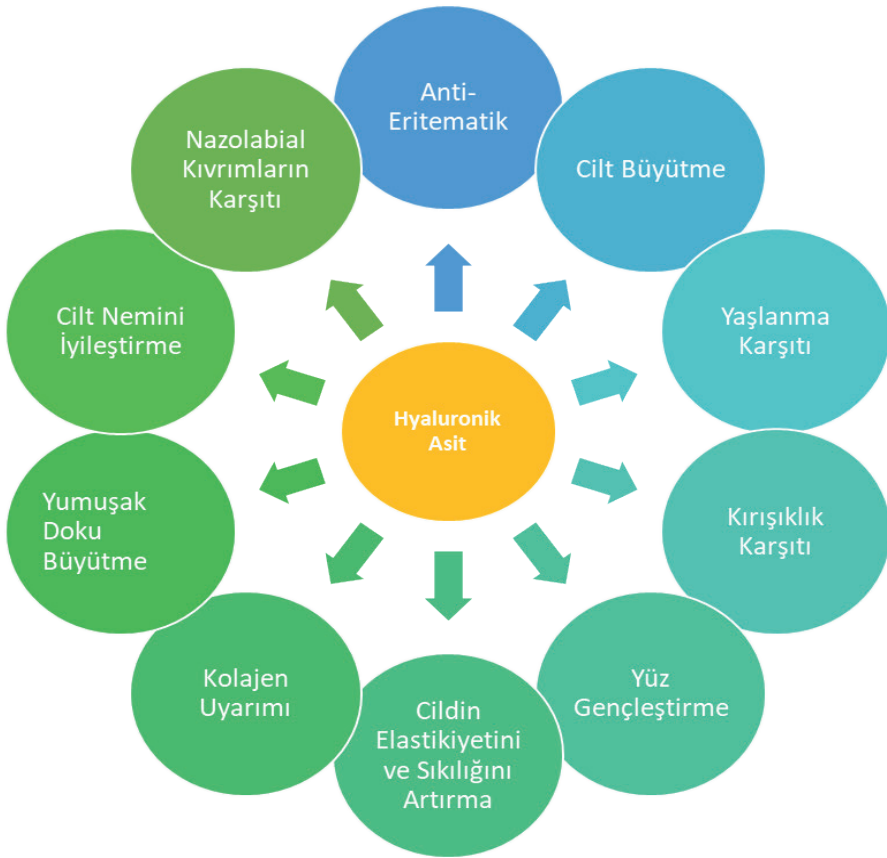 Anti-
Eritematik
Cilt Büyütme
Yaşlanma
Karşıtı
Kırışıklık
Karşıtı
Yüz
Gençleştirme
Cildin
Elastikiyetini
ve Sıkılığını
Artırma
Kolajen
Uyarımı
Yumuşak
Doku
Büyütme
Cilt Nemini
İyileştirme
Nazolabial
Kıvrımların
Karşıtı
Hyaluronik
Asit